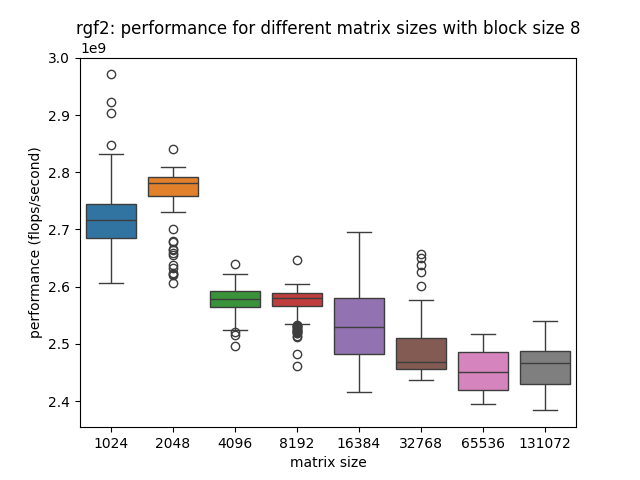 rgf2: performance for different matrix sizes with block size 8
1e9
3.0
2.9
2.8
2.7
2.6
2.5
2.4
performance (flops/second)
1024 2048 4096 8192 16384 32768 65536 131072
matrix size